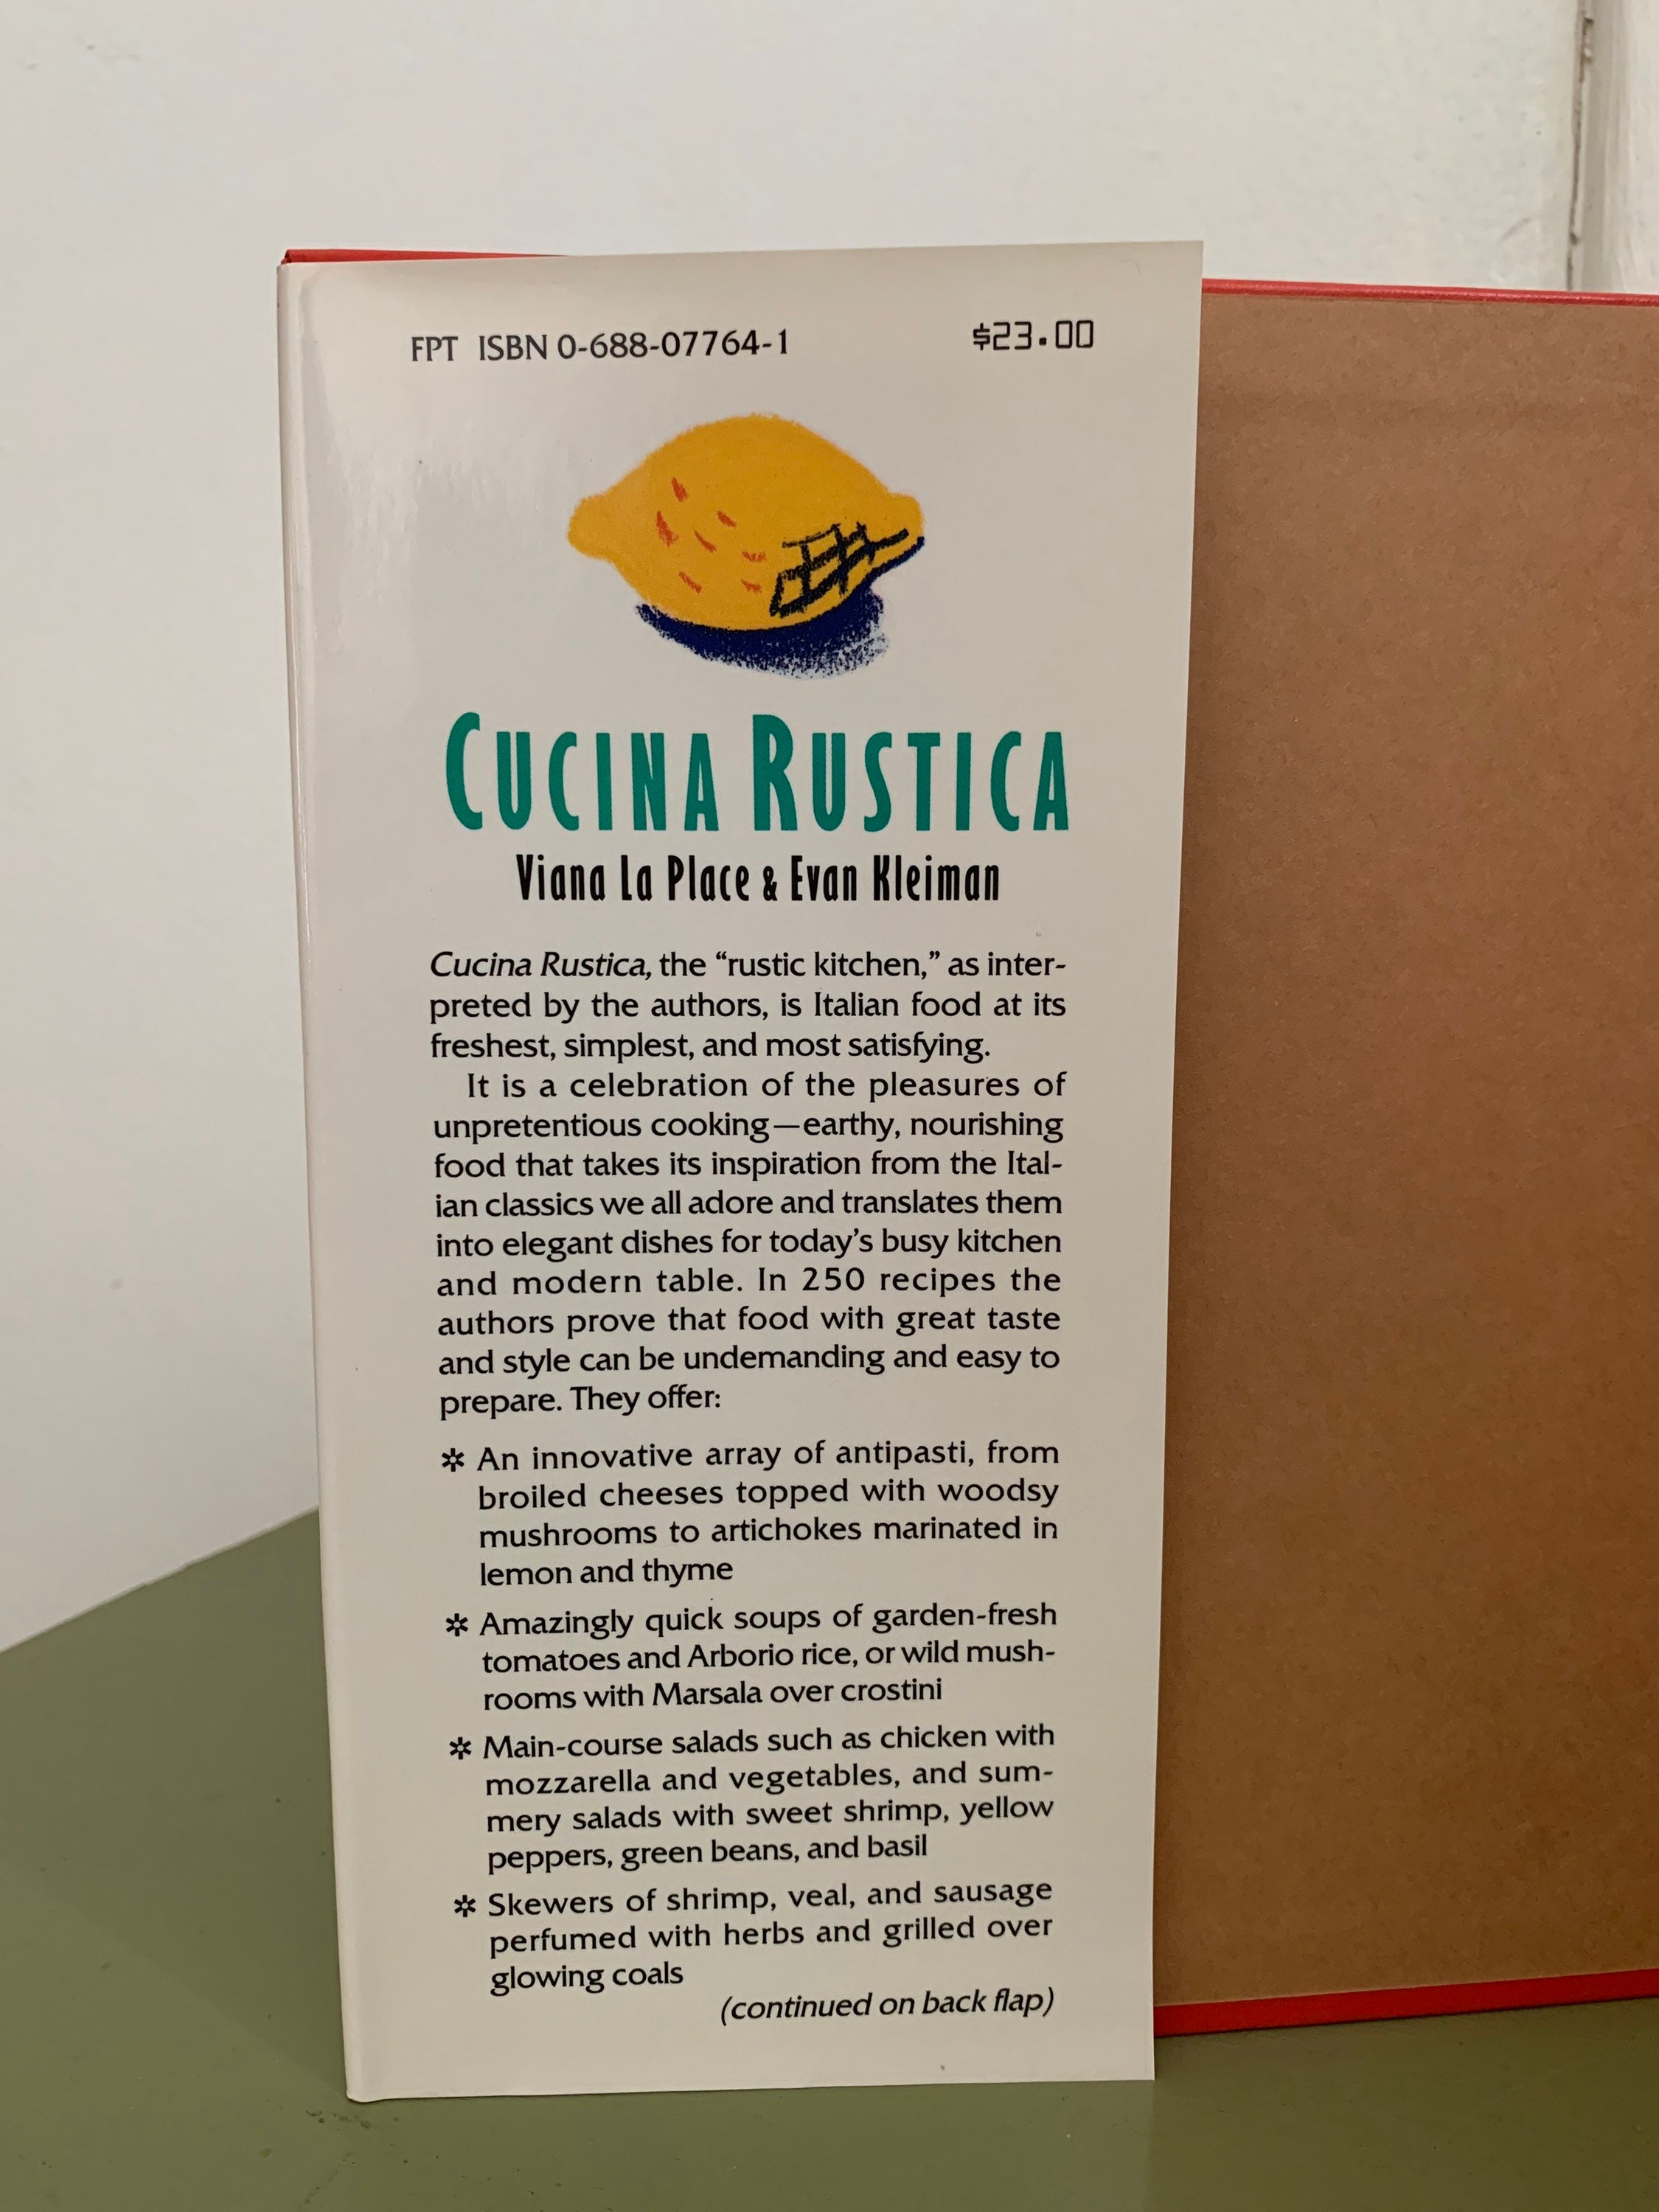 FPT ISBN 0-688-07764-1 $23.00
CUCINA RUSTICA
Viana La Place & Evan Kleiman
Cucina Rustica, the “rustic kitchen,” as inter-
preted by the authors, is Italian food at its
freshest, simplest, and most satisfying.
It is a celebration of the pleasures of
unpretentious cooking—earthy, nourishing
food that takes its inspiration from the Ital-
ian classics we all adore and translates them
into elegant dishes for today’s busy kitchen
and modern table. In 250 recipes the
authors prove that food with great taste
and style can be undemanding and easy to
prepare. They offer:
✲ An innovative array of antipasti, from
broiled cheeses topped with woodsy
mushrooms to artichokes marinated in
lemon and thyme
✲ Amazingly quick soups of garden-fresh
tomatoes and Arborio rice, or wild mush-
rooms with Marsala over crostini
✲ Main-course salads such as chicken with
mozzarella and vegetables, and sum-
mery salads with sweet shrimp, yellow
peppers, green beans, and basil
✲ Skewers of shrimp, veal, and sausage
perfumed with herbs and grilled over
glowing coals
(continued on back flap)